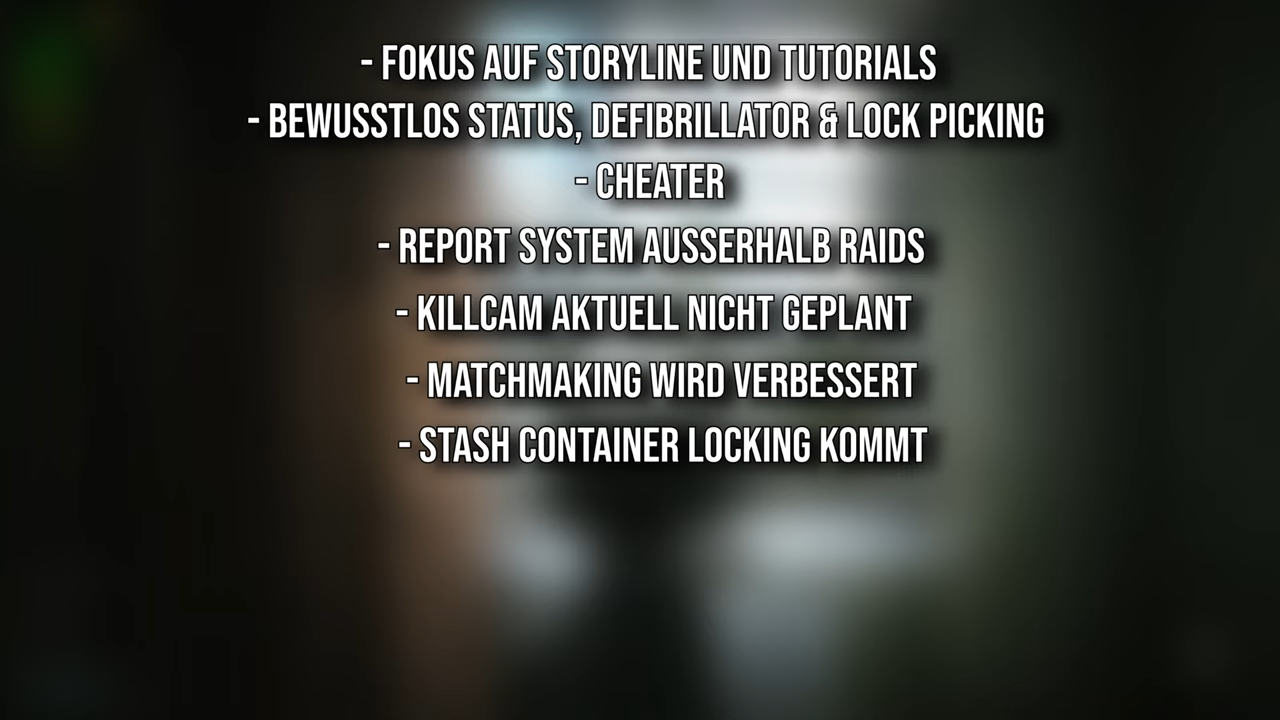 - FOKUS AUF STORYLINE UND TUTORIALS
- BEWUSSTLOS STATUS, DEFIBRILLATOR & LOCK PICKING
- CHEATER
- REPORT SYSTEM AUSSERHALB RAIDS
- KILLCAM AKTUELL NICHT GEPLANT
- MATCHMAKING WIRD VERBESSERT
- STASH CONTAINER LOCKING KOMMT